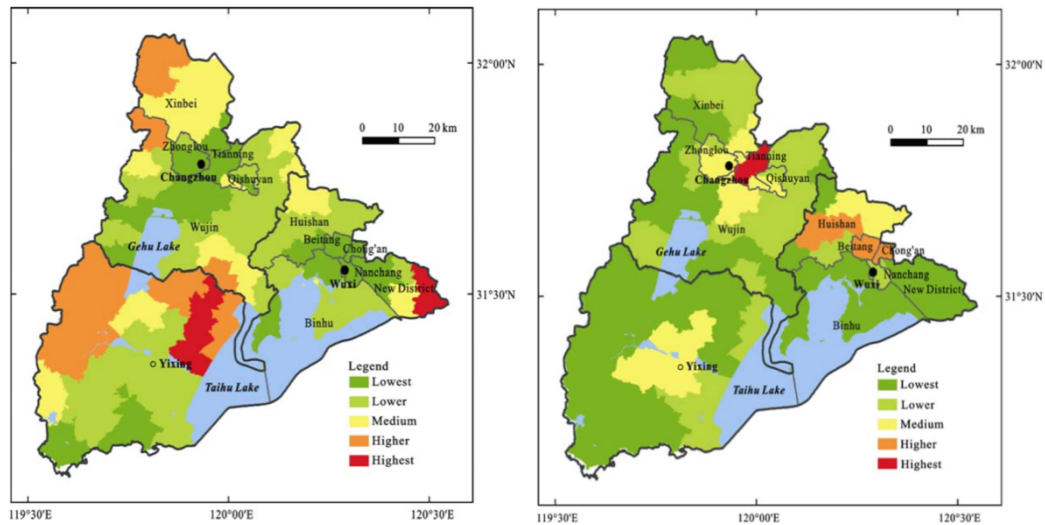 32°00'N
Xinbei
0 10 20 km
Zhonglou
Tianning
Changzhou
Qishuyan
Wujin
Huishan
Gehu Lake
Beitang
Chong'an
Nanchang
Wuxi
New District
31°30'N
Binhu
Yixing
Taihu Lake
Legend
Lowest
Lower
Medium
Higher
Highest
119°30'E
120°00'E
120°30'E
32°00'N
Xinbei
0 10 20 km
Zhonglou
Tianning
Changzhou
Qishuyan
Huishan
Wujin
Beitang
Chong'an
Gehu Lake
Nanchang
Wuxi
New District
31°30'N
Binhu
Yixing
Taihu Lake
Legend
Lowest
Lower
Medium
Higher
Highest
119°30'E
120°00'E
120°30'E